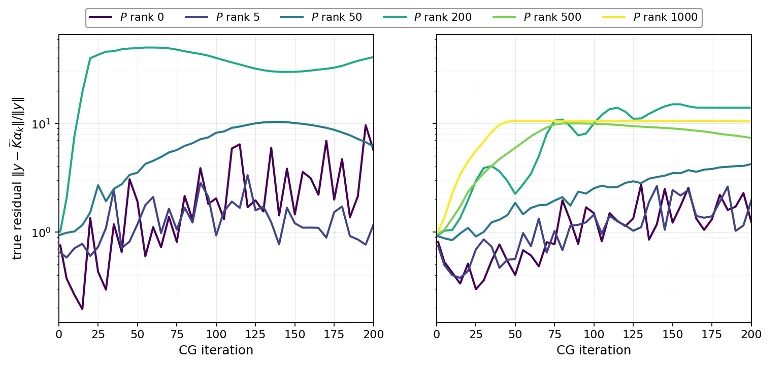 P rank 0 P rank 5 P rank 50 P rank 200 P rank 500 P rank 1000
true residual ‖y − K̃α_k‖/‖y‖
10¹
10⁰
0 25 50 75 100 125 150 175 200
CG iteration
0 25 50 75 100 125 150 175 200
CG iteration